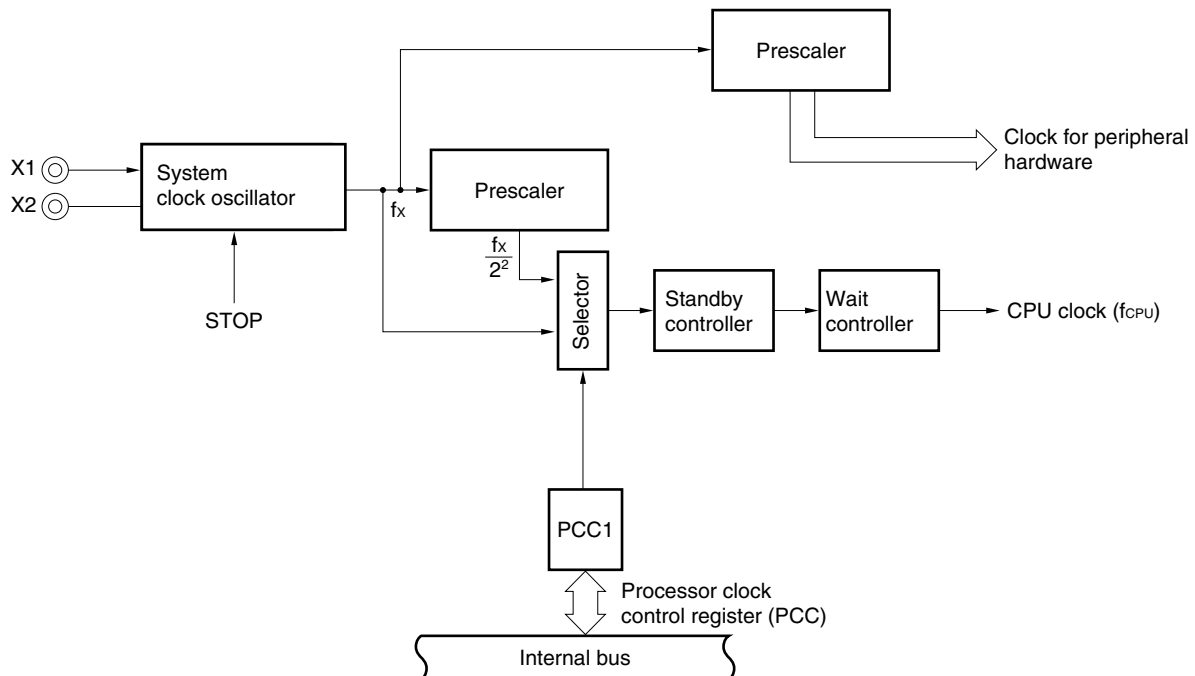 Prescaler
Clock for peripheral
hardware
X1
X2
System
clock oscillator
fX
Prescaler
fX
2²
STOP
Selector
Standby
controller
Wait
controller
CPU clock (fCPU)
PCC1
Processor clock
control register (PCC)
Internal bus